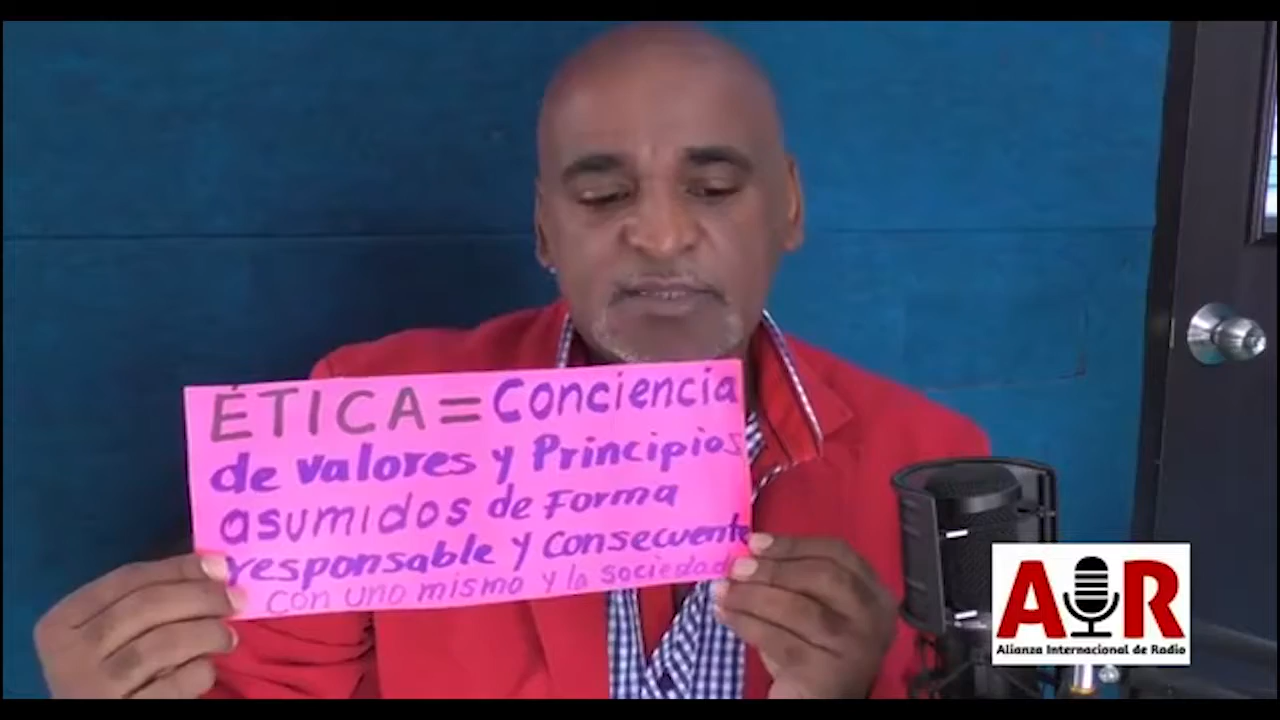 ÉTICA = Conciencia
de valores y Principios
asumidos de Forma
responsable y Consecuente
con uno mismo y la sociedad
AIR
Alianza Internacional de Radio